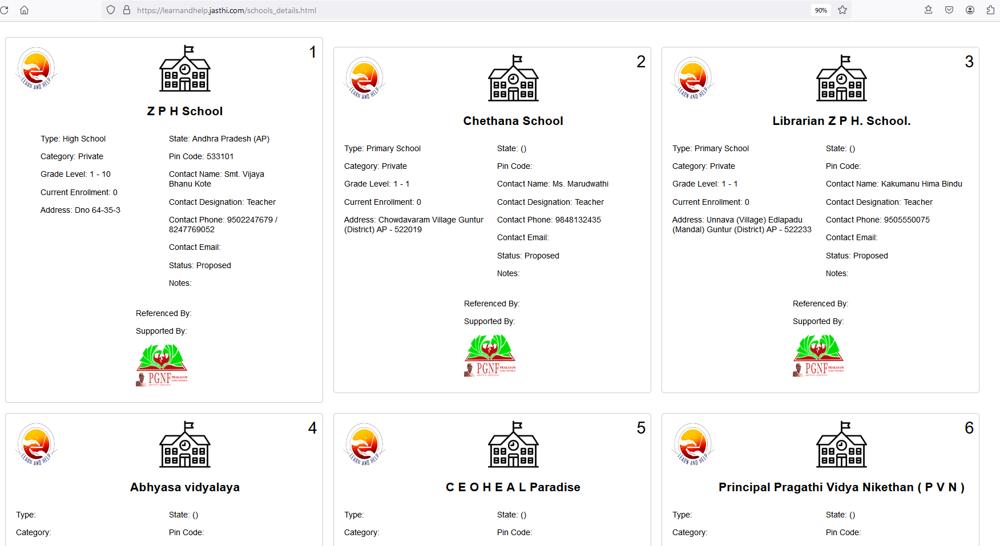 https://learnandhelp.jasthi.com/schools_details.html
90%
1
LEARN AND HELP
Z P H School
Type: High School
Category: Private
Grade Level: 1 - 10
Current Enrollment: 0
Address: Dno 64-35-3
State: Andhra Pradesh (AP)
Pin Code: 533101
Contact Name: Smt. Vijaya
Bhanu Kote
Contact Designation: Teacher
Contact Phone: 9502247679 /
8247769052
Contact Email:
Status: Proposed
Notes:
Referenced By:
Supported By:
PGNF
PRAKASAM
2
LEARN AND HELP
Chethana School
Type: Primary School
Category: Private
Grade Level: 1 - 1
Current Enrollment: 0
Address: Chowdavaram Village Guntur
(District) AP - 522019
State: ()
Pin Code:
Contact Name: Ms. Marudwathi
Contact Designation: Teacher
Contact Phone: 9848132435
Contact Email:
Status: Proposed
Notes:
Referenced By:
Supported By:
PGNF
PRAKASAM
3
LEARN AND HELP
Librarian Z P H. School.
Type: Primary School
Category: Private
Grade Level: 1 - 1
Current Enrollment: 0
Address: Unnava (Village) Edlapadu
(Mandal) Guntur (District) AP - 522233
State: ()
Pin Code:
Contact Name: Kakumanu Hima Bindu
Contact Designation: Teacher
Contact Phone: 9505550075
Contact Email:
Status: Proposed
Notes:
Referenced By:
Supported By:
PGNF
PRAKASAM
4
LEARN AND HELP
Abhyasa vidyalaya
Type:
Category:
State: ()
Pin Code:
5
LEARN AND HELP
C E O H E A L Paradise
Type:
Category:
State: ()
Pin Code:
6
LEARN AND HELP
Principal Pragathi Vidya Nikethan ( P V N )
Type:
Category:
State: ()
Pin Code: